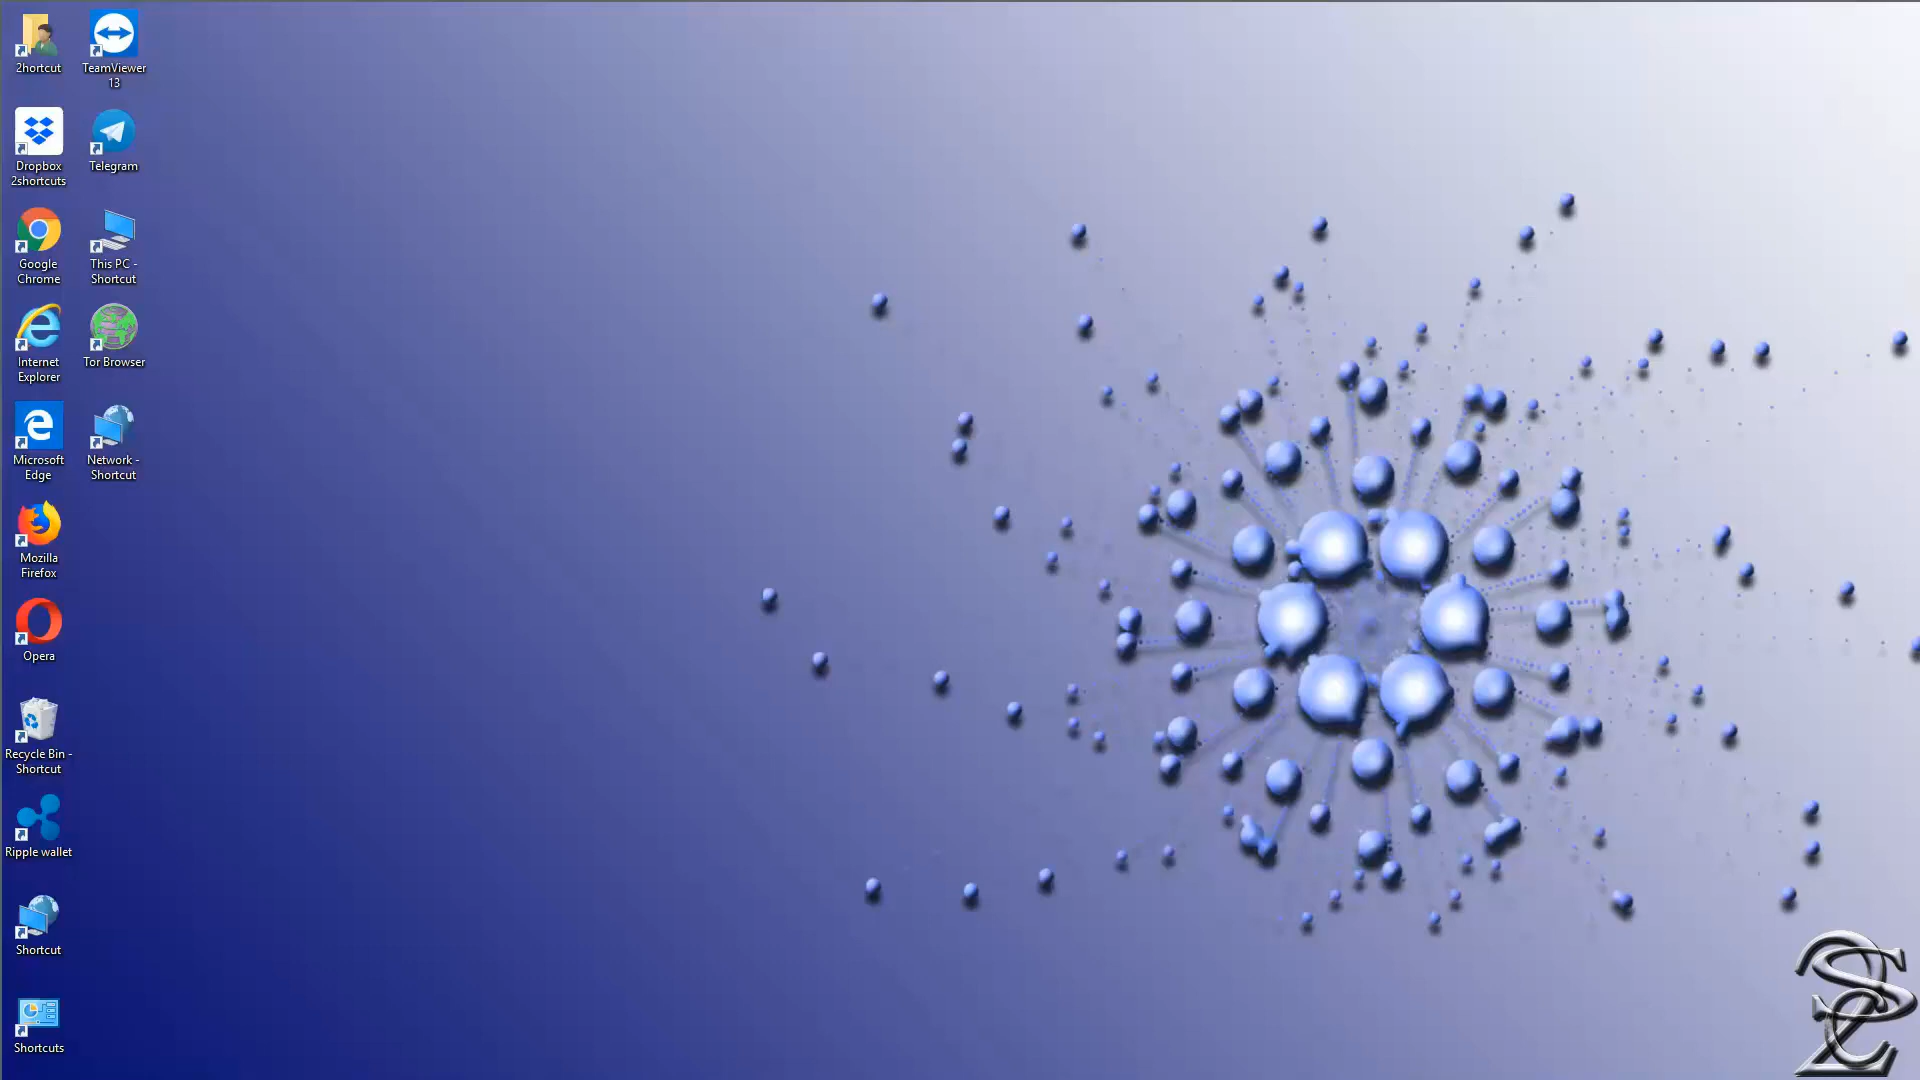 2hortcut
TeamViewer
13
Dropbox
2shortcuts
Telegram
Google
Chrome
This PC -
Shortcut
Internet
Explorer
Tor Browser
Microsoft
Edge
Network -
Shortcut
Mozilla
Firefox
Opera
Recycle Bin -
Shortcut
Ripple wallet
Shortcut
Shortcuts
2SC